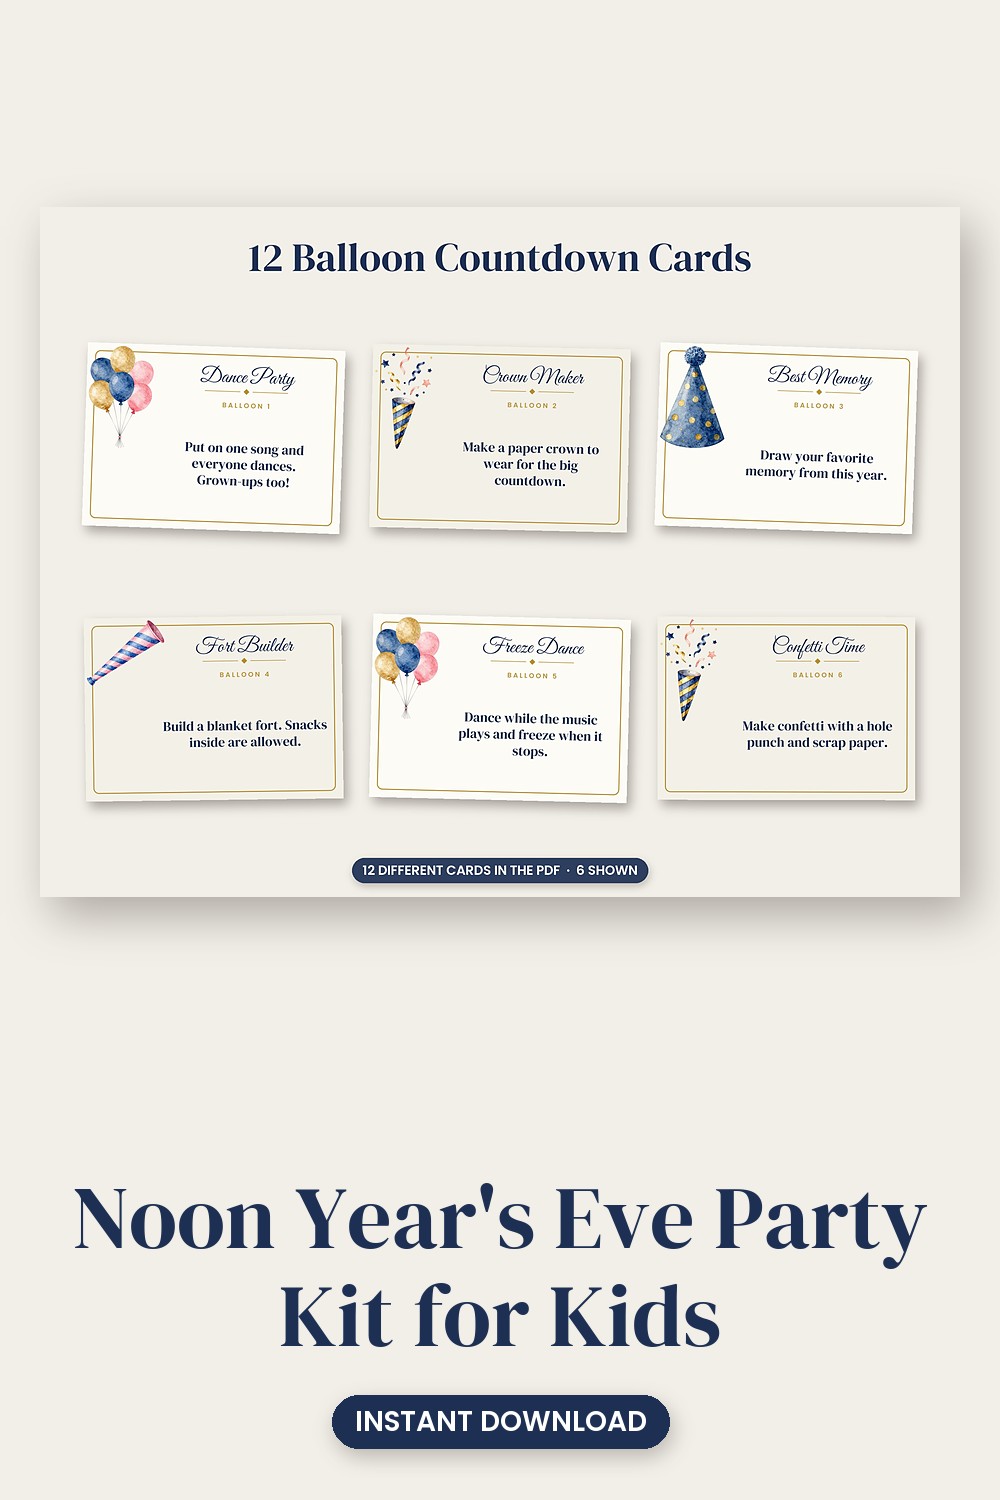 12 Balloon Countdown Cards
Dance Party
BALLOON 1
Put on one song and
everyone dances.
Grown-ups too!
Crown Maker
BALLOON 2
Make a paper crown to
wear for the big
countdown.
Best Memory
BALLOON 3
Draw your favorite
memory from this year.
Fort Builder
BALLOON 4
Build a blanket fort. Snacks
inside are allowed.
Freeze Dance
BALLOON 5
Dance while the music
plays and freeze when it
stops.
Confetti Time
BALLOON 6
Make confetti with a hole
punch and scrap paper.
12 DIFFERENT CARDS IN THE PDF · 6 SHOWN
Noon Year's Eve Party
Kit for Kids
INSTANT DOWNLOAD